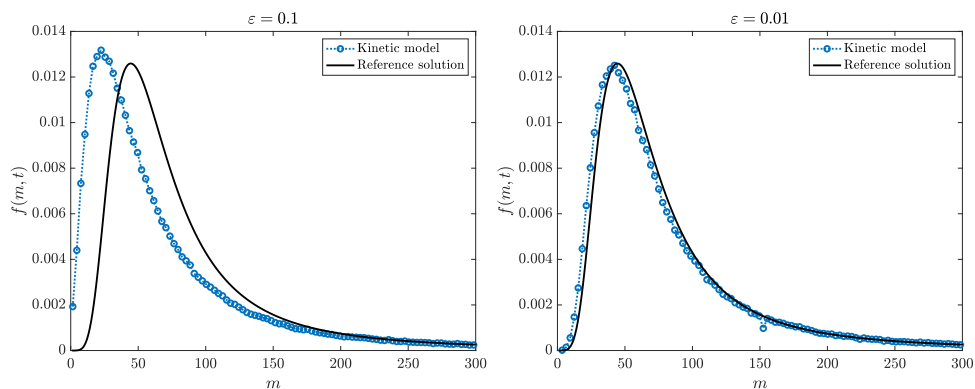 ε = 0.1
0.014
0.012
0.01
0.008
0.006
0.004
0.002
0
f(m, t)
Kinetic model
Reference solution
0 50 100 150 200 250 300
m
ε = 0.01
0.014
0.012
0.01
0.008
0.006
0.004
0.002
0
f(m, t)
Kinetic model
Reference solution
0 50 100 150 200 250 300
m